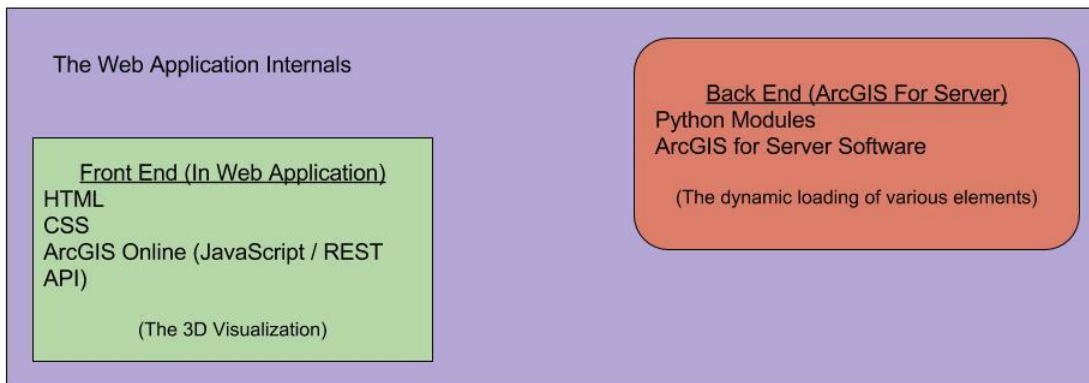 The Web Application Internals
Front End (In Web Application)
HTML
CSS
ArcGIS Online (JavaScript / REST
API)
(The 3D Visualization)
Back End (ArcGIS For Server)
Python Modules
ArcGIS for Server Software
(The dynamic loading of various elements)